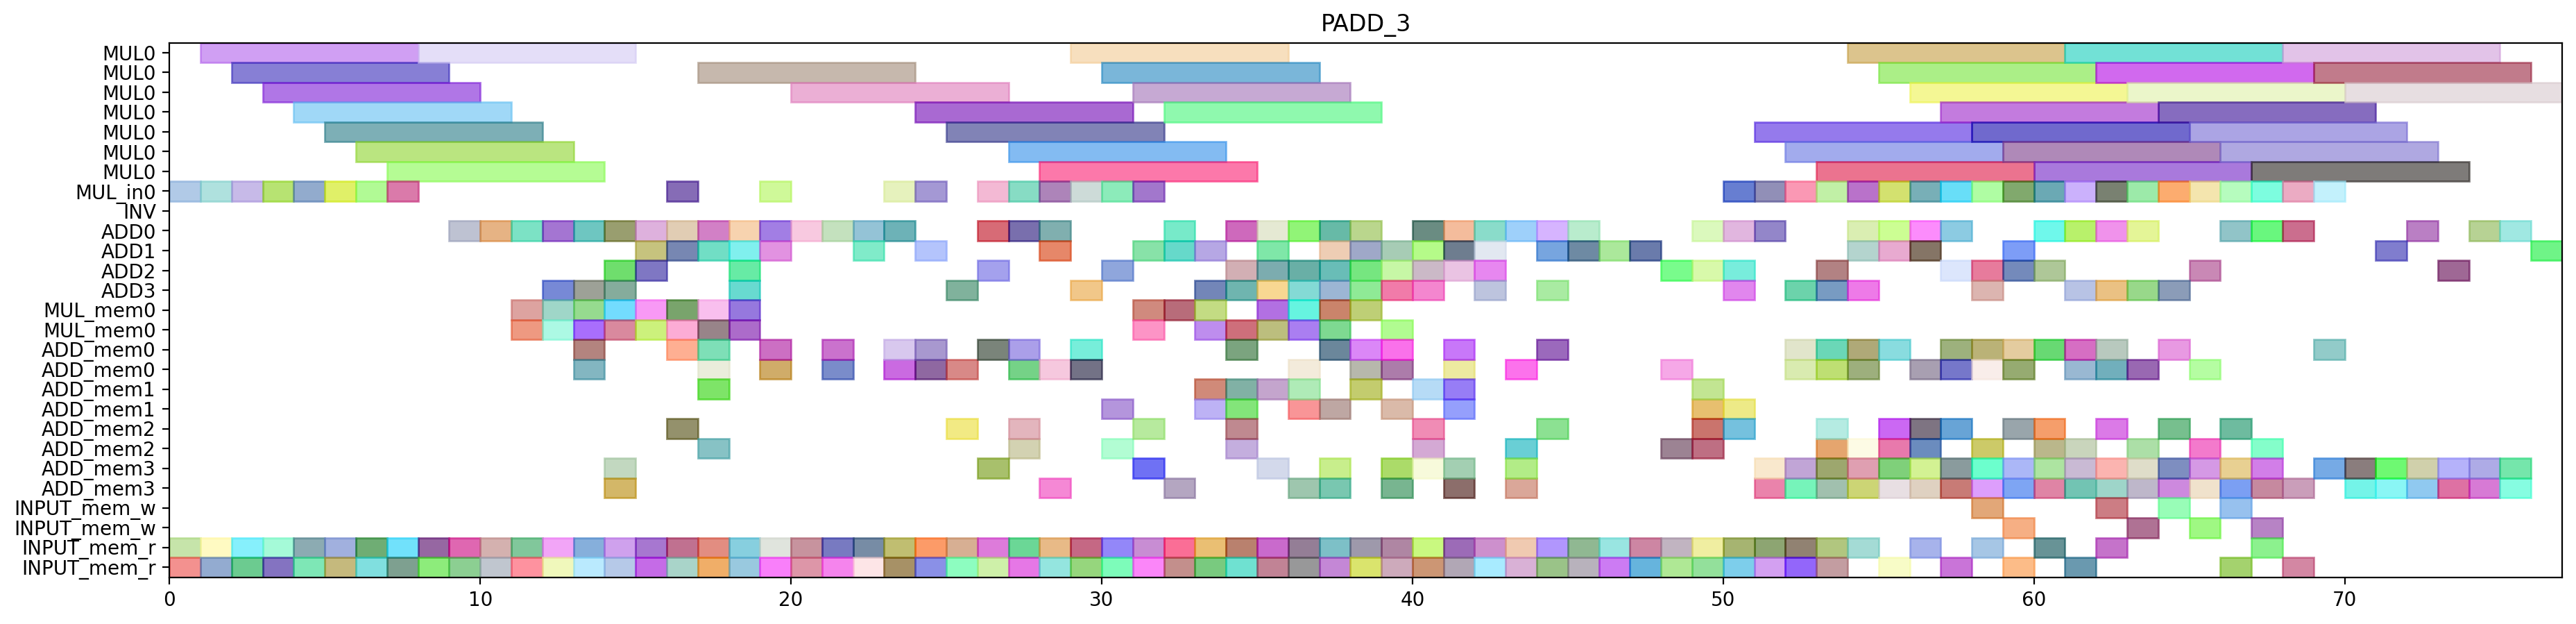 PADD_3
MUL0
MUL0
MUL0
MUL0
MUL0
MUL0
MUL0
MUL_in0
INV
ADD0
ADD1
ADD2
ADD3
MUL_mem0
MUL_mem0
ADD_mem0
ADD_mem0
ADD_mem1
ADD_mem1
ADD_mem2
ADD_mem2
ADD_mem3
ADD_mem3
INPUT_mem_w
INPUT_mem_w
INPUT_mem_r
INPUT_mem_r
0 10 20 30 40 50 60 70